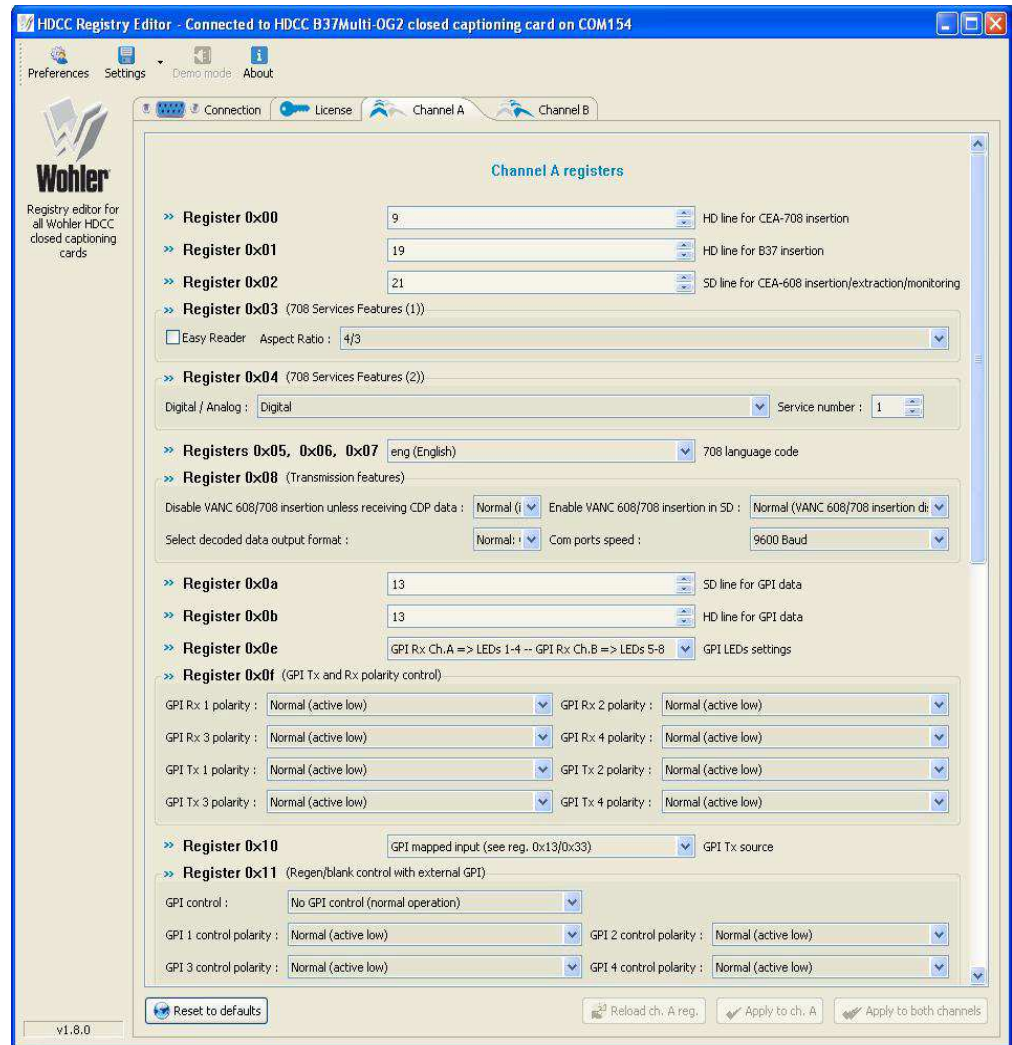 HDCC Registry Editor - Connected to HDCC B37Multi-OG2 closed captioning card on COM154
Preferences Settings Demo mode About
Connection License Channel A Channel B
Wohler
Registry editor for
all Wohler HDCC
closed captioning
cards
Channel A registers
» Register 0x00 9 HD line for CEA-708 insertion
» Register 0x01 19 HD line for B37 insertion
» Register 0x02 21 SD line for CEA-608 insertion/extraction/monitoring
» Register 0x03 (708 Services Features (1))
Easy Reader Aspect Ratio : 4/3
» Register 0x04 (708 Services Features (2))
Digital / Analog : Digital Service number : 1
» Registers 0x05, 0x06, 0x07 eng (English) 708 language code
» Register 0x08 (Transmission features)
Disable VANC 608/708 insertion unless receiving CDP data : Normal (i Enable VANC 608/708 insertion in SD : Normal (VANC 608/708 insertion di:
Select decoded data output format : Normal: Com ports speed : 9600 Baud
» Register 0x0a 13 SD line for GPI data
» Register 0x0b 13 HD line for GPI data
» Register 0x0e GPI Rx Ch.A => LEDs 1-4 -- GPI Rx Ch.B => LEDs 5-8 GPI LEDs settings
» Register 0x0f (GPI Tx and Rx polarity control)
GPI Rx 1 polarity : Normal (active low) GPI Rx 2 polarity : Normal (active low)
GPI Rx 3 polarity : Normal (active low) GPI Rx 4 polarity : Normal (active low)
GPI Tx 1 polarity : Normal (active low) GPI Tx 2 polarity : Normal (active low)
GPI Tx 3 polarity : Normal (active low) GPI Tx 4 polarity : Normal (active low)
» Register 0x10 GPI mapped input (see reg. 0x13/0x33) GPI Tx source
» Register 0x11 (Regen/blank control with external GPI)
GPI control : No GPI control (normal operation)
GPI 1 control polarity : Normal (active low) GPI 2 control polarity : Normal (active low)
GPI 3 control polarity : Normal (active low) GPI 4 control polarity : Normal (active low)
Reset to defaults Reload ch. A reg. Apply to ch. A Apply to both channels
v1.8.0